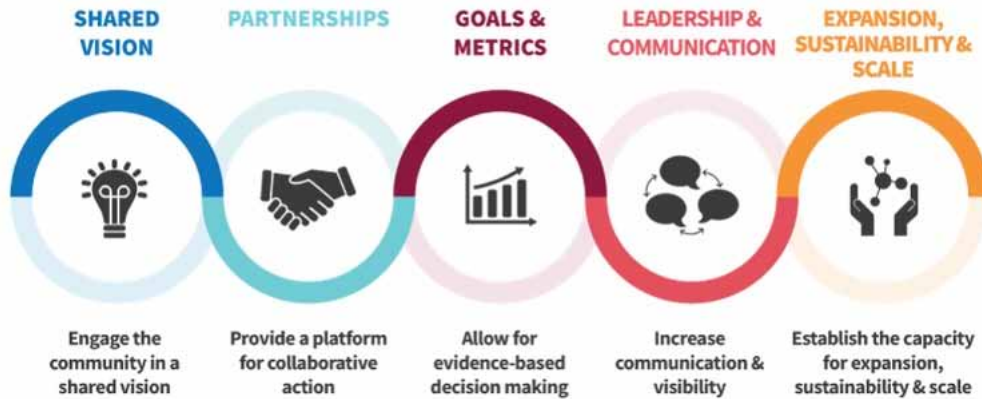 SHARED
VISION
PARTNERSHIPS
GOALS &
METRICS
LEADERSHIP &
COMMUNICATION
EXPANSION,
SUSTAINABILITY &
SCALE
Engage the
community in a
shared vision
Provide a platform
for collaborative
action
Allow for
evidence-based
decision making
Increase
communication &
visibility
Establish the capacity
for expansion,
sustainability & scale